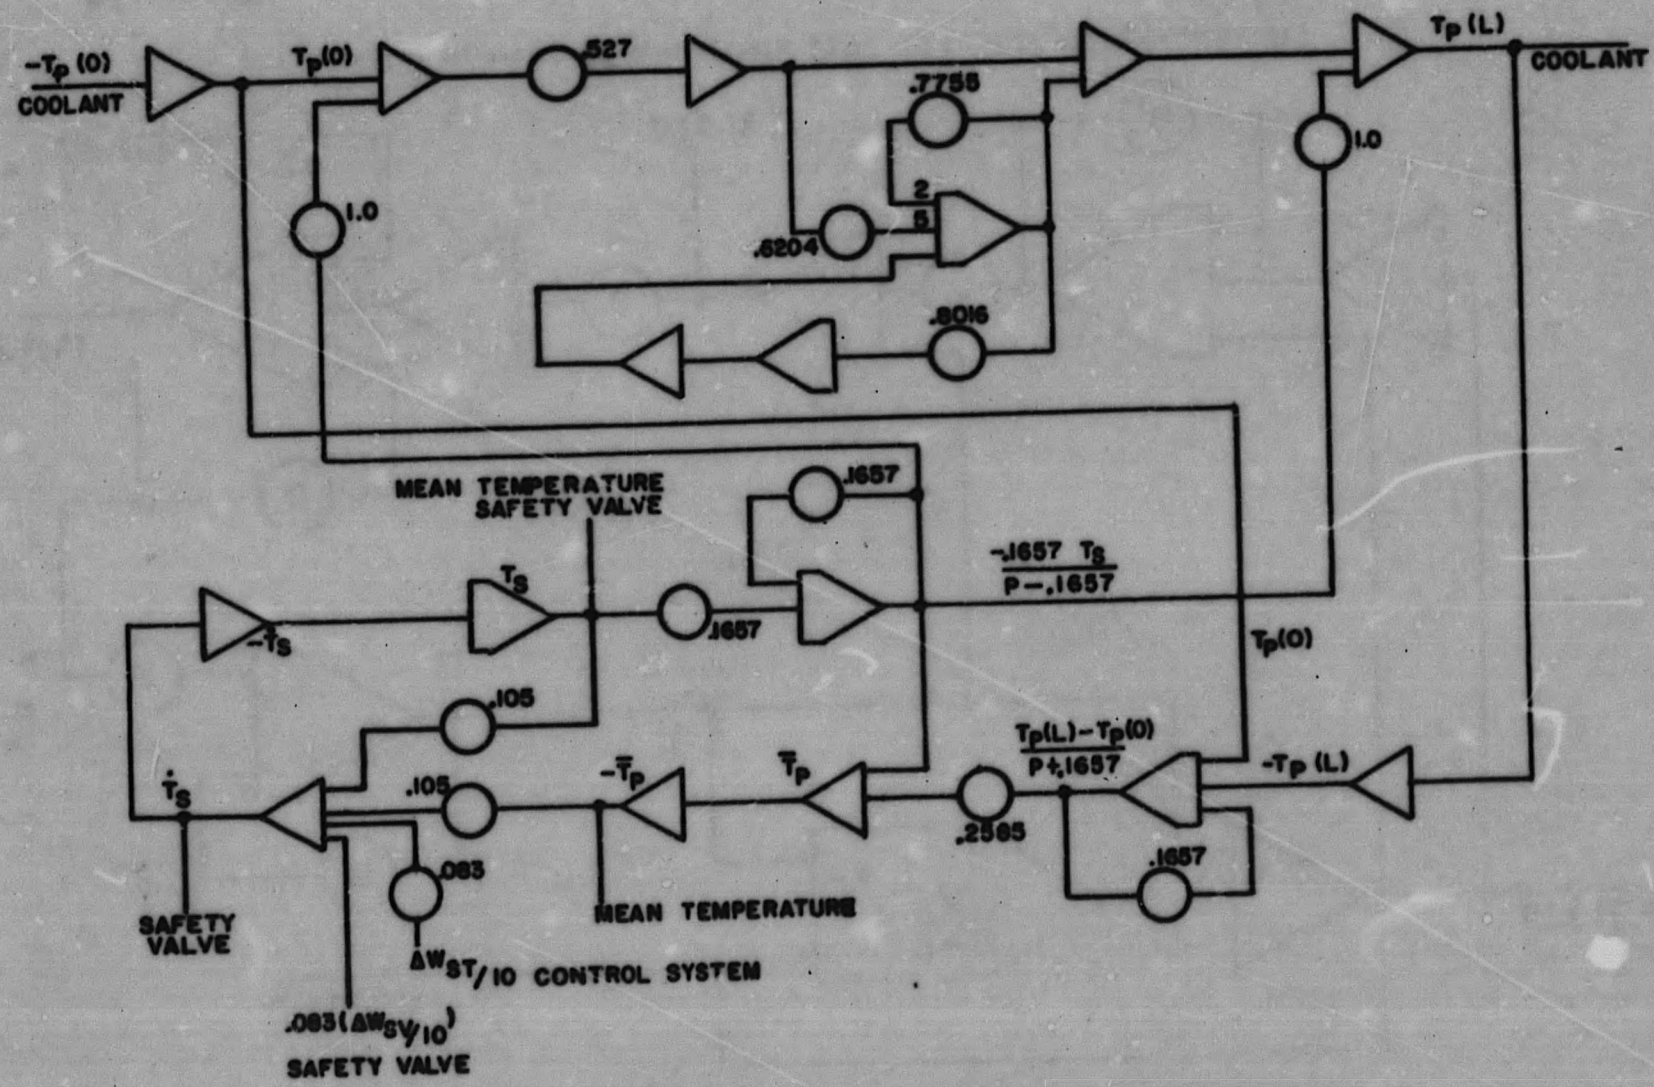 -Tp (0)
COOLANT
Tp(0)
.527
Tp (L)
COOLANT
.7755
1.0
2
5
.6204
1.0
.8016
MEAN TEMPERATURE
SAFETY VALVE
.1657
-.1657 Ts
P-.1657
Ts
.1657
-Ṫs
Tp(0)
.105
Tp(L)-Tp(0)
P+.1657
-Tp (L)
Ṫs
.105
-T̅p
T̅p
.2585
.083
.1657
SAFETY
VALVE
MEAN TEMPERATURE
ΔWST/10 CONTROL SYSTEM
.083(ΔWSV/10)
SAFETY VALVE